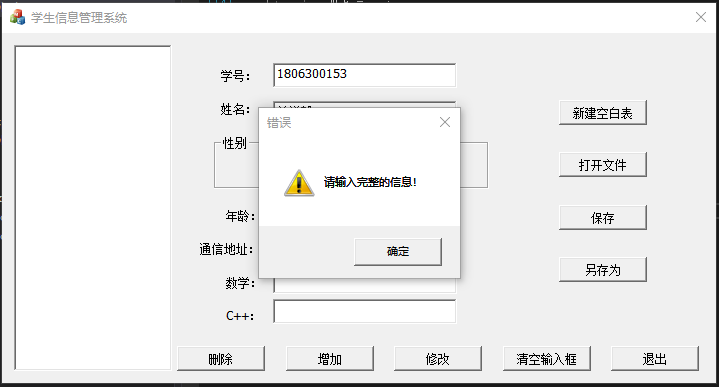 学生信息管理系统
学号：
1806300153
姓名：
新建空白表
错误
性别
打开文件
请输入完整的信息！
年龄：
保存
通信地址：
确定
另存为
数学：
C++：
删除
增加
修改
清空输入框
退出